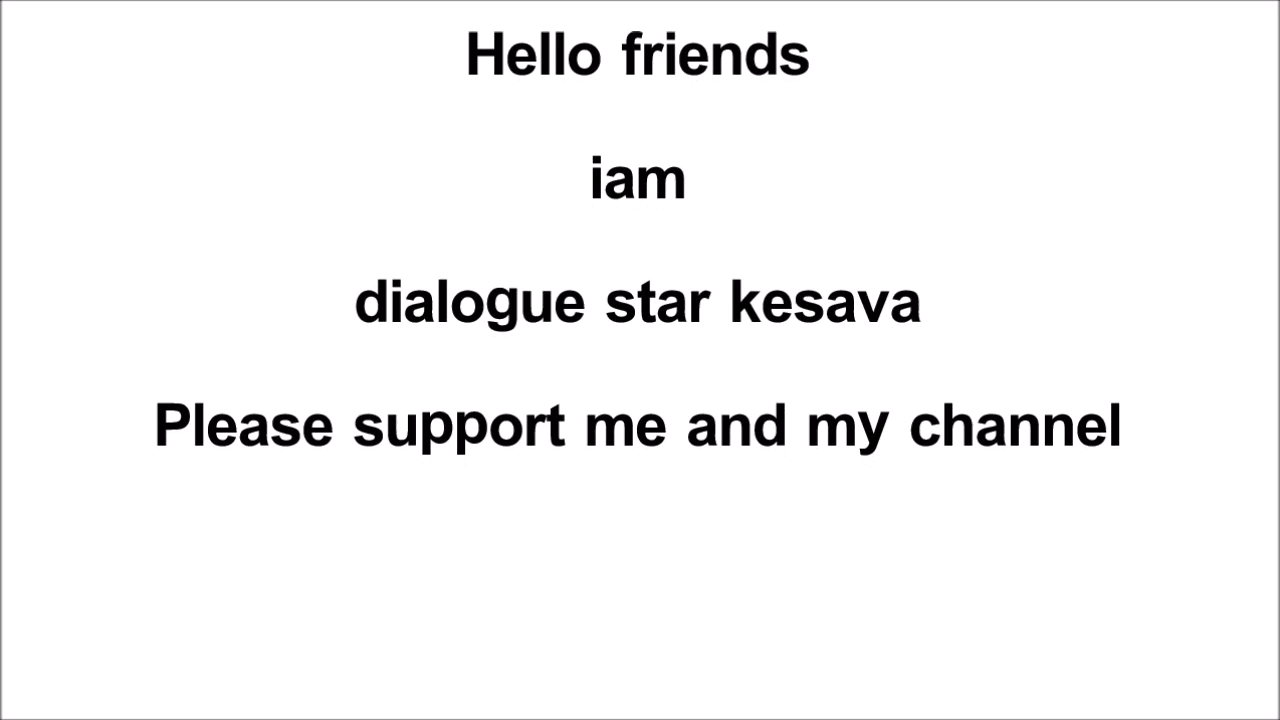 Hello friends
iam
dialogue star kesava
Please support me and my channel